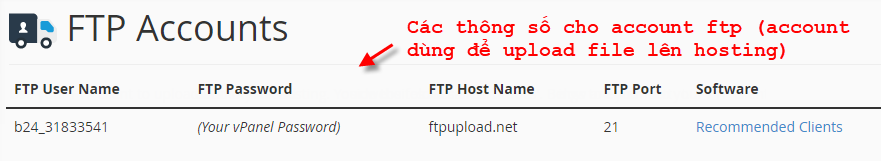 FTP Accounts
Các thông số cho account ftp (account
dùng để upload file lên hosting)
FTP User Name FTP Password FTP Host Name FTP Port Software
b24_31833541 (Your vPanel Password) ftpupload.net 21 Recommended Clients